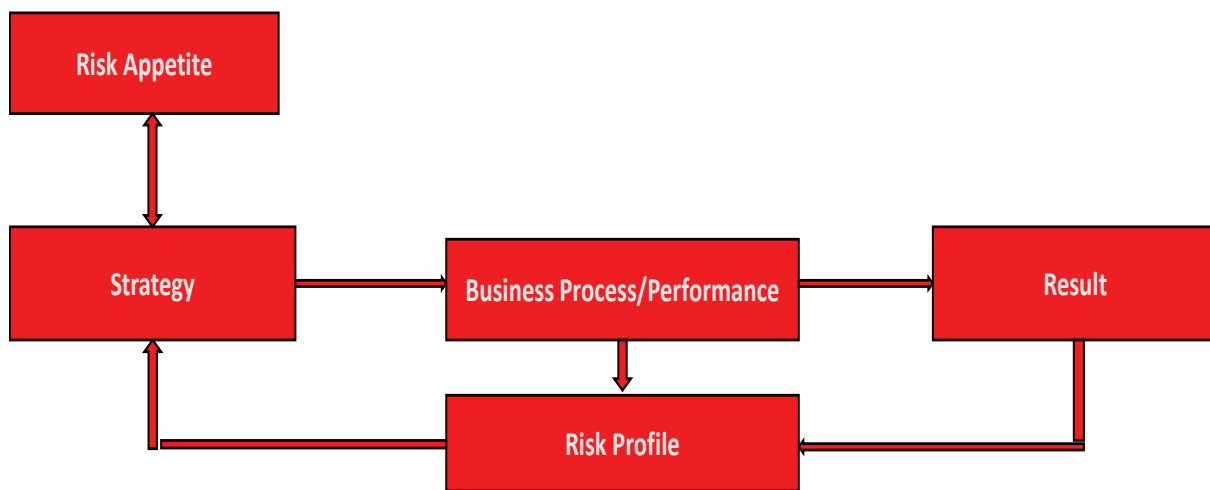 Risk Appetite
Strategy
Business Process/Performance
Result
Risk Profile